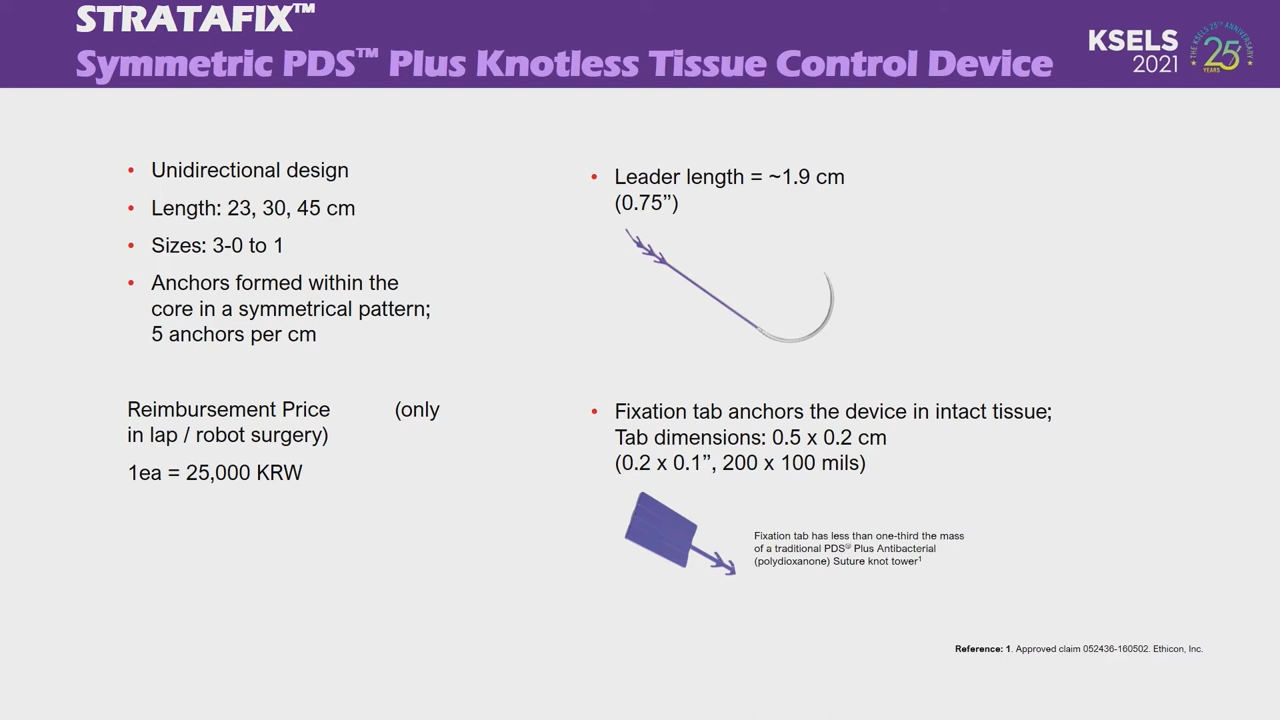 STRATAFIX™
Symmetric PDS™ Plus Knotless Tissue Control Device
KSELS
2021
THE KSELS 25TH ANNIVERSARY
25
YEARS
• Unidirectional design
• Length: 23, 30, 45 cm
• Sizes: 3-0 to 1
• Anchors formed within the
core in a symmetrical pattern;
5 anchors per cm
Reimbursement Price (only
in lap / robot surgery)
1ea = 25,000 KRW
• Leader length = ~1.9 cm
(0.75”)
• Fixation tab anchors the device in intact tissue;
Tab dimensions: 0.5 x 0.2 cm
(0.2 x 0.1”, 200 x 100 mils)
Fixation tab has less than one-third the mass
of a traditional PDS® Plus Antibacterial
(polydioxanone) Suture knot tower¹
Reference: 1. Approved claim 052436-160502. Ethicon, Inc.